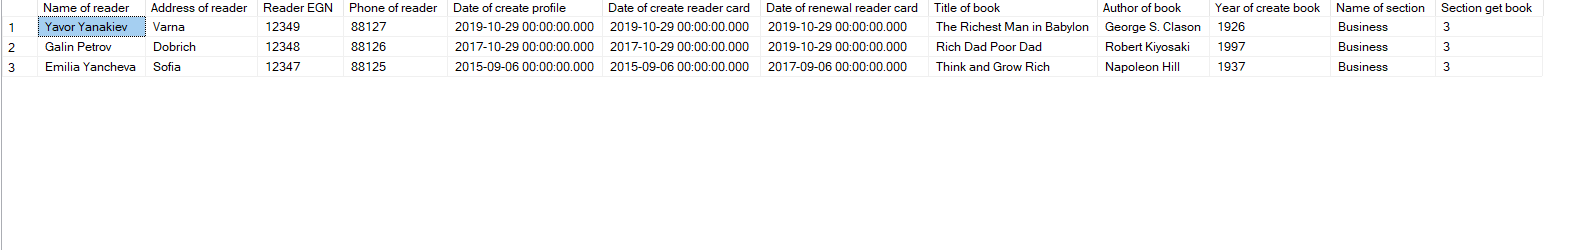 Name of reader Address of reader Reader EGN Phone of reader Date of create profile Date of create reader card Date of renewal reader card Title of book Author of book Year of create book Name of section Section get book
1 Yavor Yanakiev Varna 12349 88127 2019-10-29 00:00:00.000 2019-10-29 00:00:00.000 2019-10-29 00:00:00.000 The Richest Man in Babylon George S. Clason 1926 Business 3
2 Galin Petrov Dobrich 12348 88126 2017-10-29 00:00:00.000 2017-10-29 00:00:00.000 2019-10-29 00:00:00.000 Rich Dad Poor Dad Robert Kiyosaki 1997 Business 3
3 Emilia Yancheva Sofia 12347 88125 2015-09-06 00:00:00.000 2015-09-06 00:00:00.000 2017-09-06 00:00:00.000 Think and Grow Rich Napoleon Hill 1937 Business 3